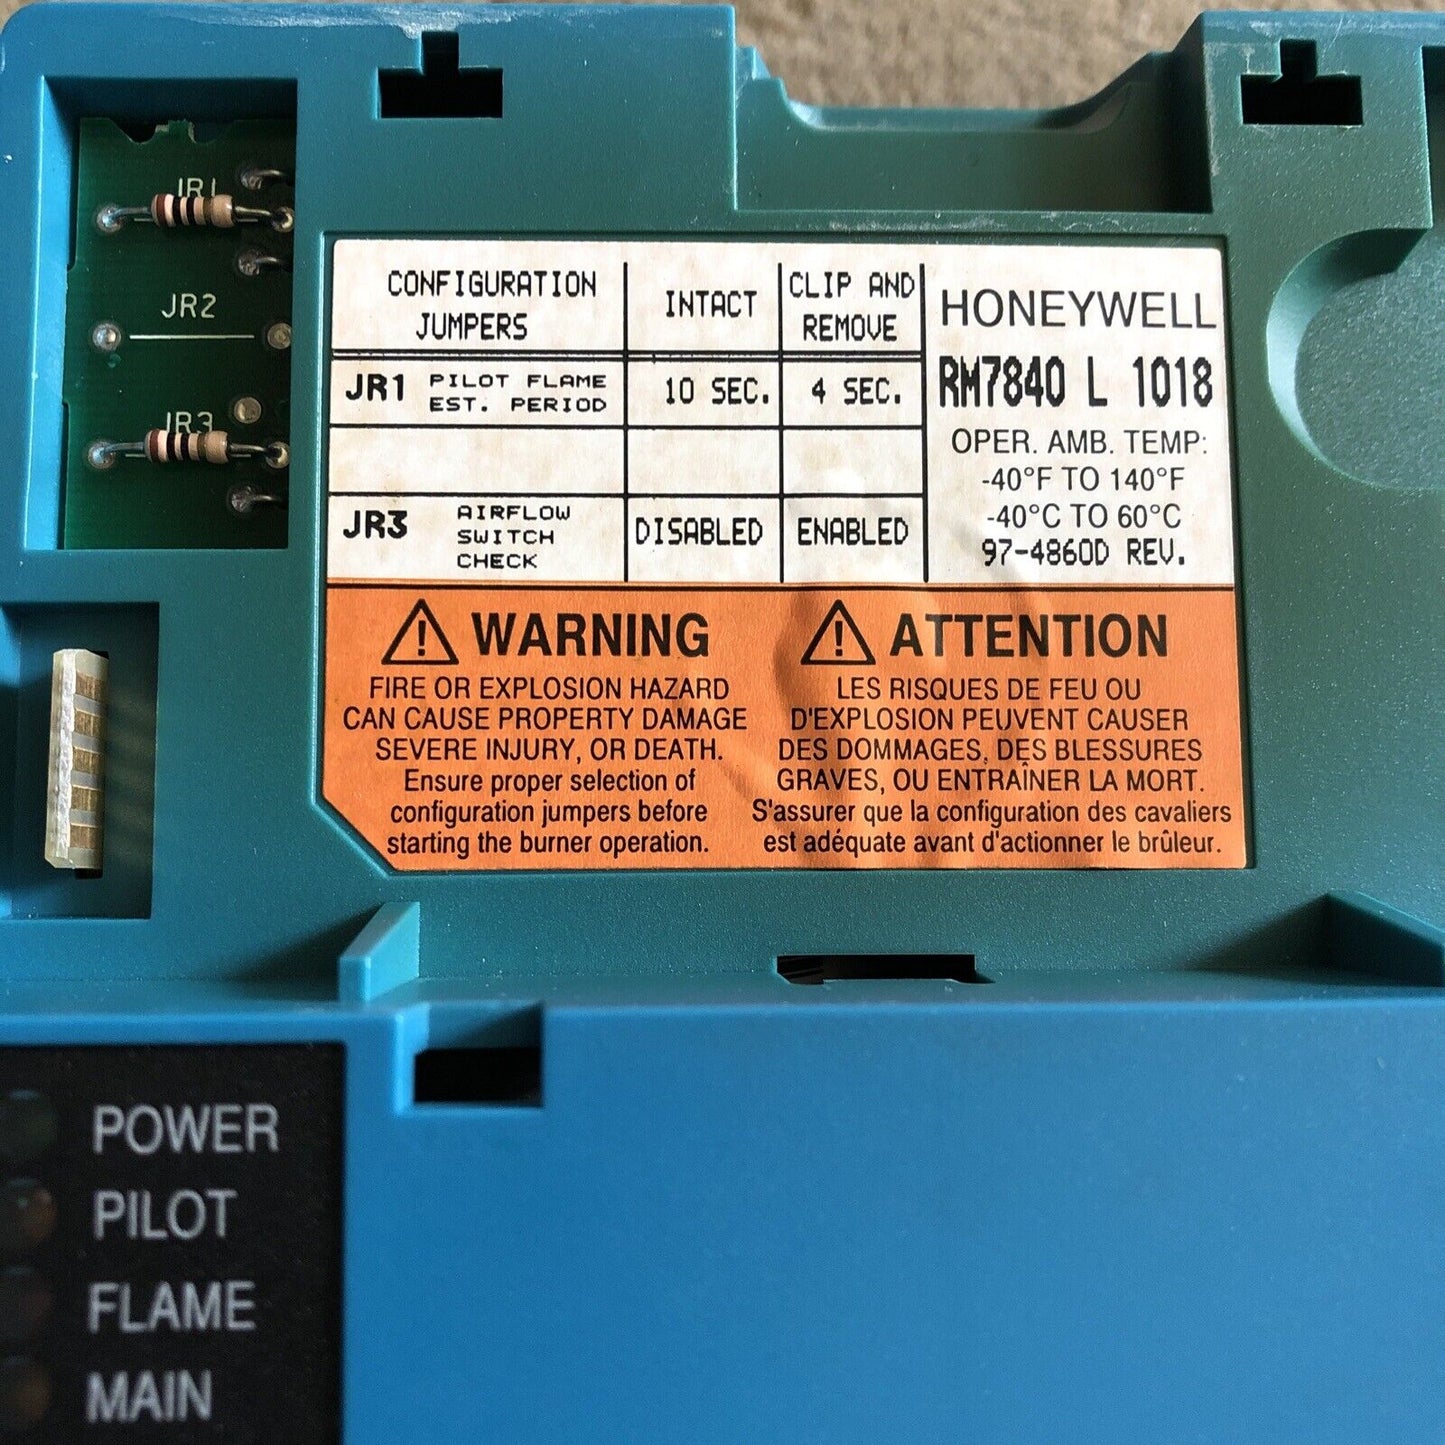 JR1
JR2
JR3
CONFIGURATION JUMPERS
INTACT
CLIP AND REMOVE
JR1 PILOT FLAME EST. PERIOD
10 SEC.
4 SEC.
JR3 AIRFLOW SWITCH CHECK
DISABLED
ENABLED
HONEYWELL
RM7840 L 1018
OPER. AMB. TEMP:
-40°F TO 140°F
-40°C TO 60°C
97-4860D REV.
WARNING
FIRE OR EXPLOSION HAZARD
CAN CAUSE PROPERTY DAMAGE
SEVERE INJURY, OR DEATH.
Ensure proper selection of
configuration jumpers before
starting the burner operation.
ATTENTION
LES RISQUES DE FEU OU
D'EXPLOSION PEUVENT CAUSER
DES DOMMAGES, DES BLESSURES
GRAVES, OU ENTRAÎNER LA MORT.
S'assurer que la configuration des cavaliers
est adéquate avant d'actionner le brûleur.
POWER
PILOT
FLAME
MAIN